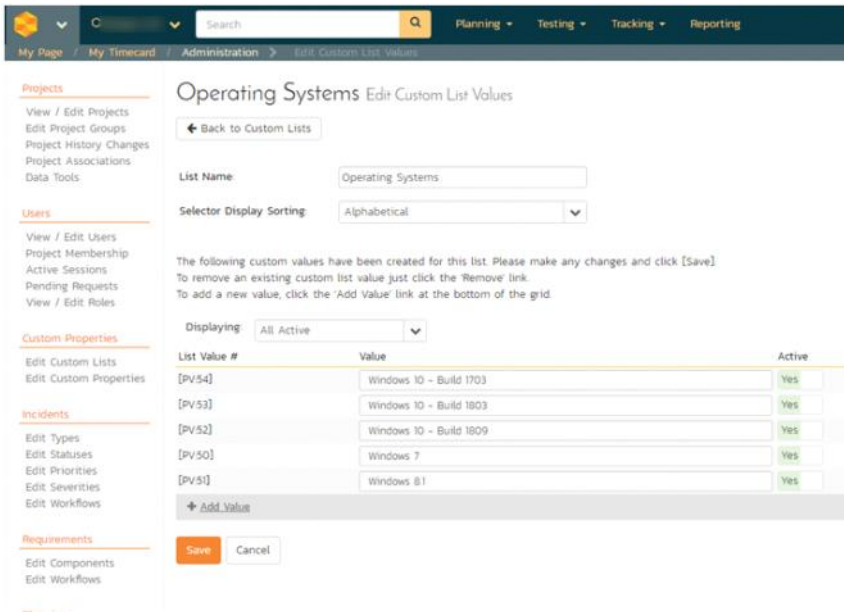 Search
Planning
Testing
Tracking
Reporting
My Page / My Timecard / Administration > Edit Custom List Values
Projects
View / Edit Projects
Edit Project Groups
Project History Changes
Project Associations
Data Tools
Users
View / Edit Users
Project Membership
Active Sessions
Pending Requests
View / Edit Roles
Custom Properties
Edit Custom Lists
Edit Custom Properties
Incidents
Edit Types
Edit Statuses
Edit Priorities
Edit Severities
Edit Workflows
Requirements
Edit Components
Edit Workflows
Operating Systems Edit Custom List Values
Back to Custom Lists
List Name: Operating Systems
Selector Display Sorting: Alphabetical
The following custom values have been created for this list. Please make any changes and click [Save].
To remove an existing custom list value just click the 'Remove' link.
To add a new value, click the 'Add Value' link at the bottom of the grid.
Displaying: All Active
List Value # Value Active
[PV:54] Windows 10 - Build 1703 Yes
[PV:53] Windows 10 - Build 1803 Yes
[PV:52] Windows 10 - Build 1809 Yes
[PV:50] Windows 7 Yes
[PV:51] Windows 8.1 Yes
+ Add Value
Save Cancel